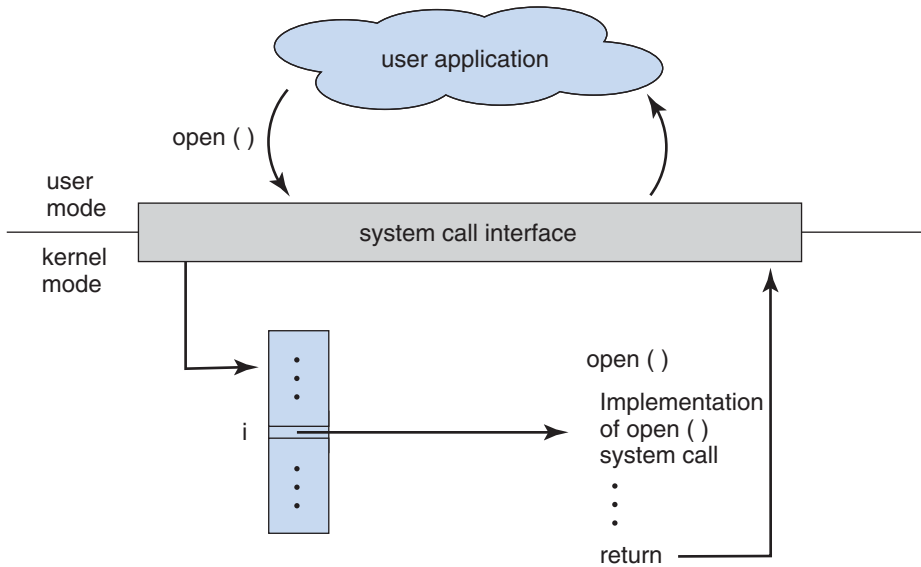 user application
open ( )
user
mode
system call interface
kernel
mode
open ( )
i
Implementation
of open ( )
system call
return